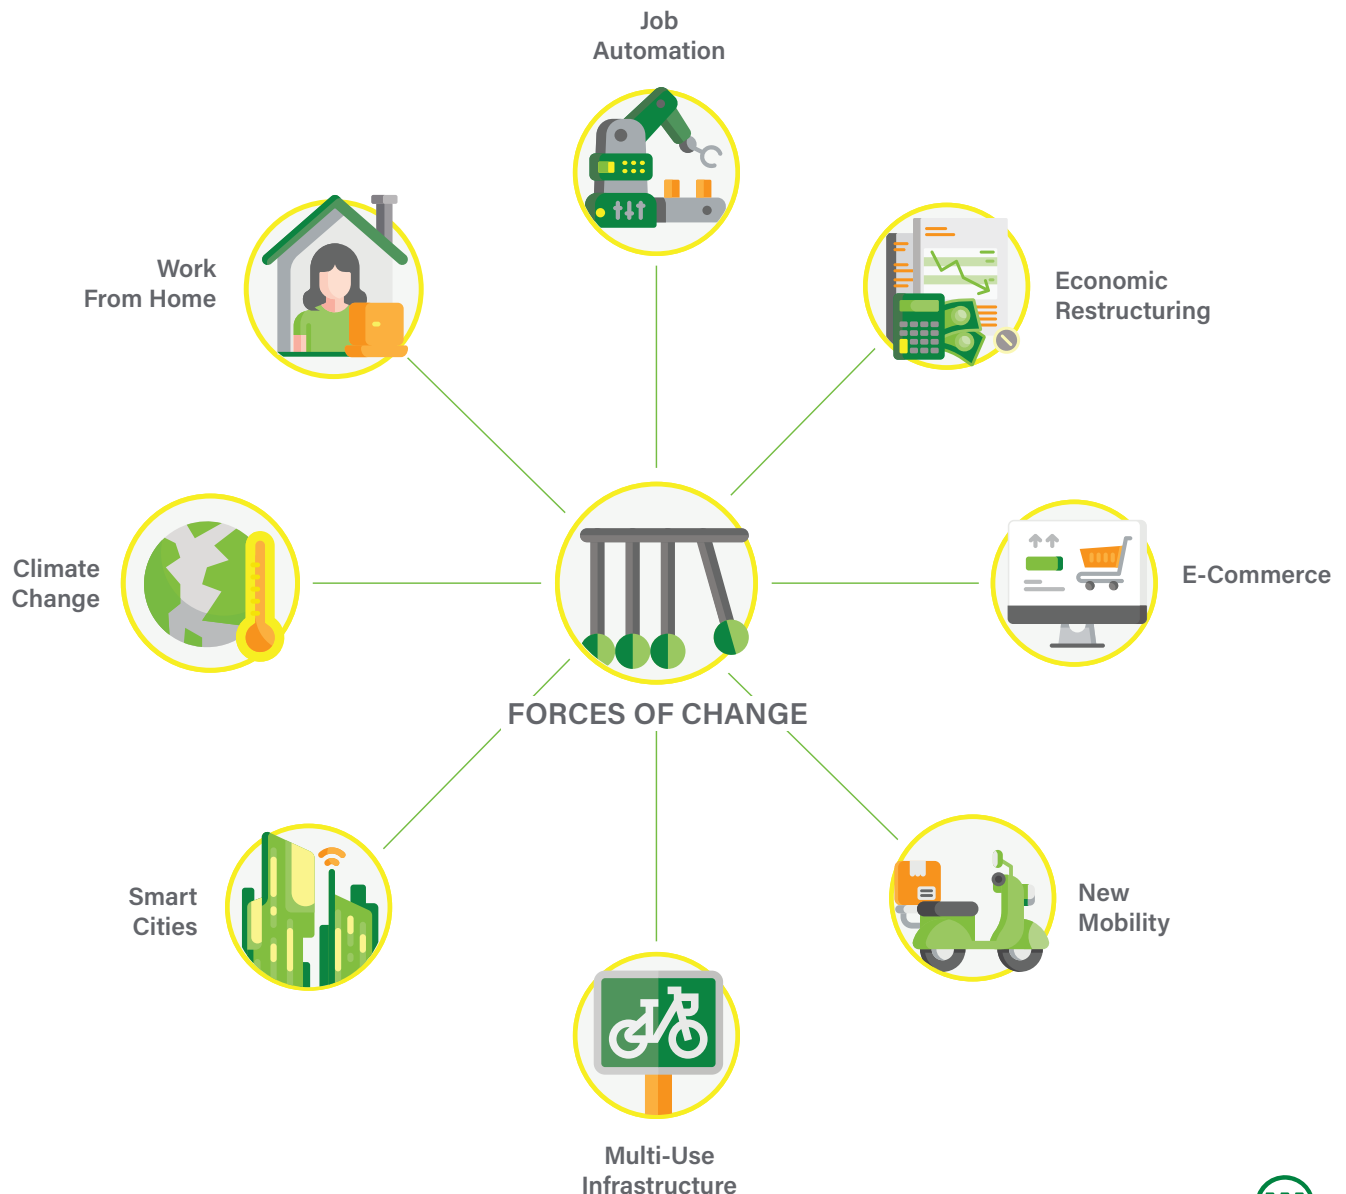 Job
Automation
Work
From Home
Economic
Restructuring
Climate
Change
E-Commerce
FORCES OF CHANGE
Smart
Cities
New
Mobility
Multi-Use
Infrastructure